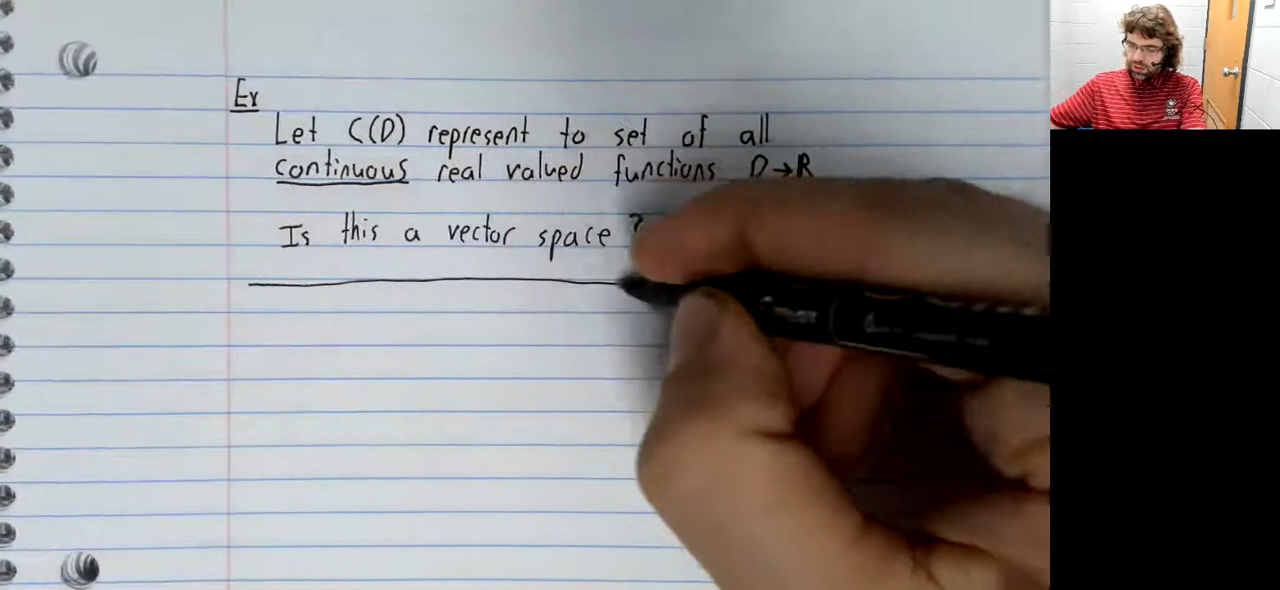 Ex
Let C(D) represent to set of all
continuous real valued functions D→R
Is this a vector space ?